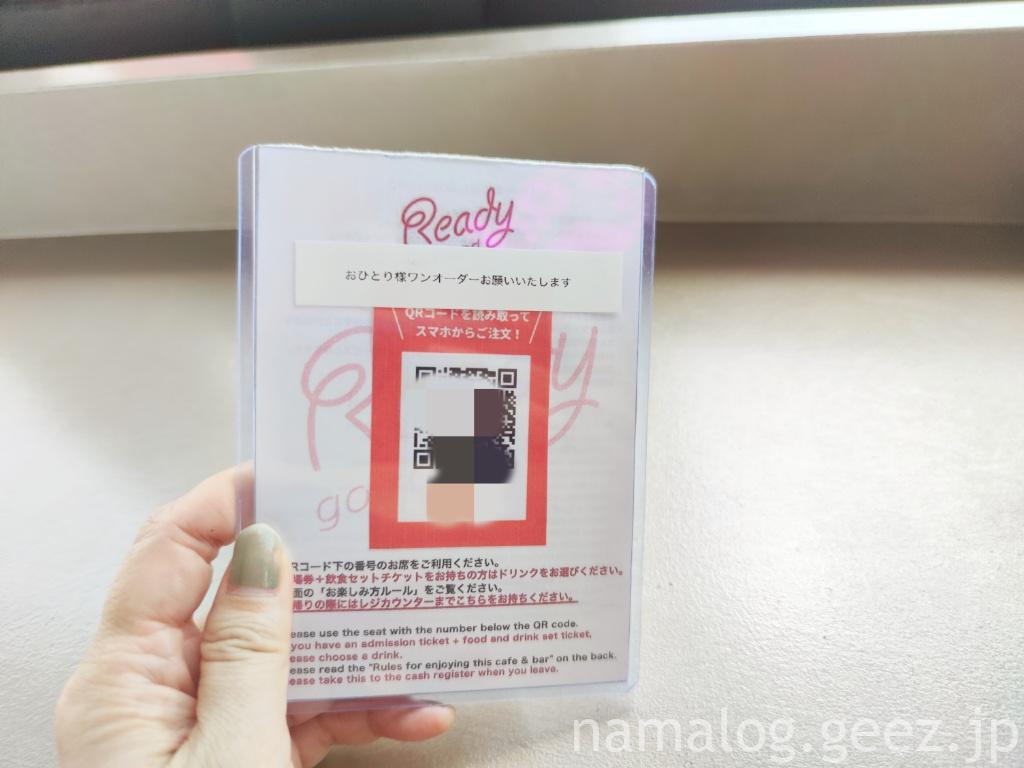 Ready
おひとり様ワンオーダーお願いいたします
QRコードを読み取って
スマホからご注文！
Ready
go
Rコード下の番号のお席をご利用ください。
場券＋飲食セットチケットをお持ちの方はドリンクをお選びください。
面の「お楽しみ方ルール」をご覧ください。
帰りの際にはレジカウンターまでこちらをお持ちください。
ease use the seat with the number below the QR code.
you have an admission ticket + food and drink set ticket,
ease choose a drink.
ease read the "Rules for enjoying this cafe & bar" on the back.
ease take this to the cash register when you leave.
namalog.geez.jp